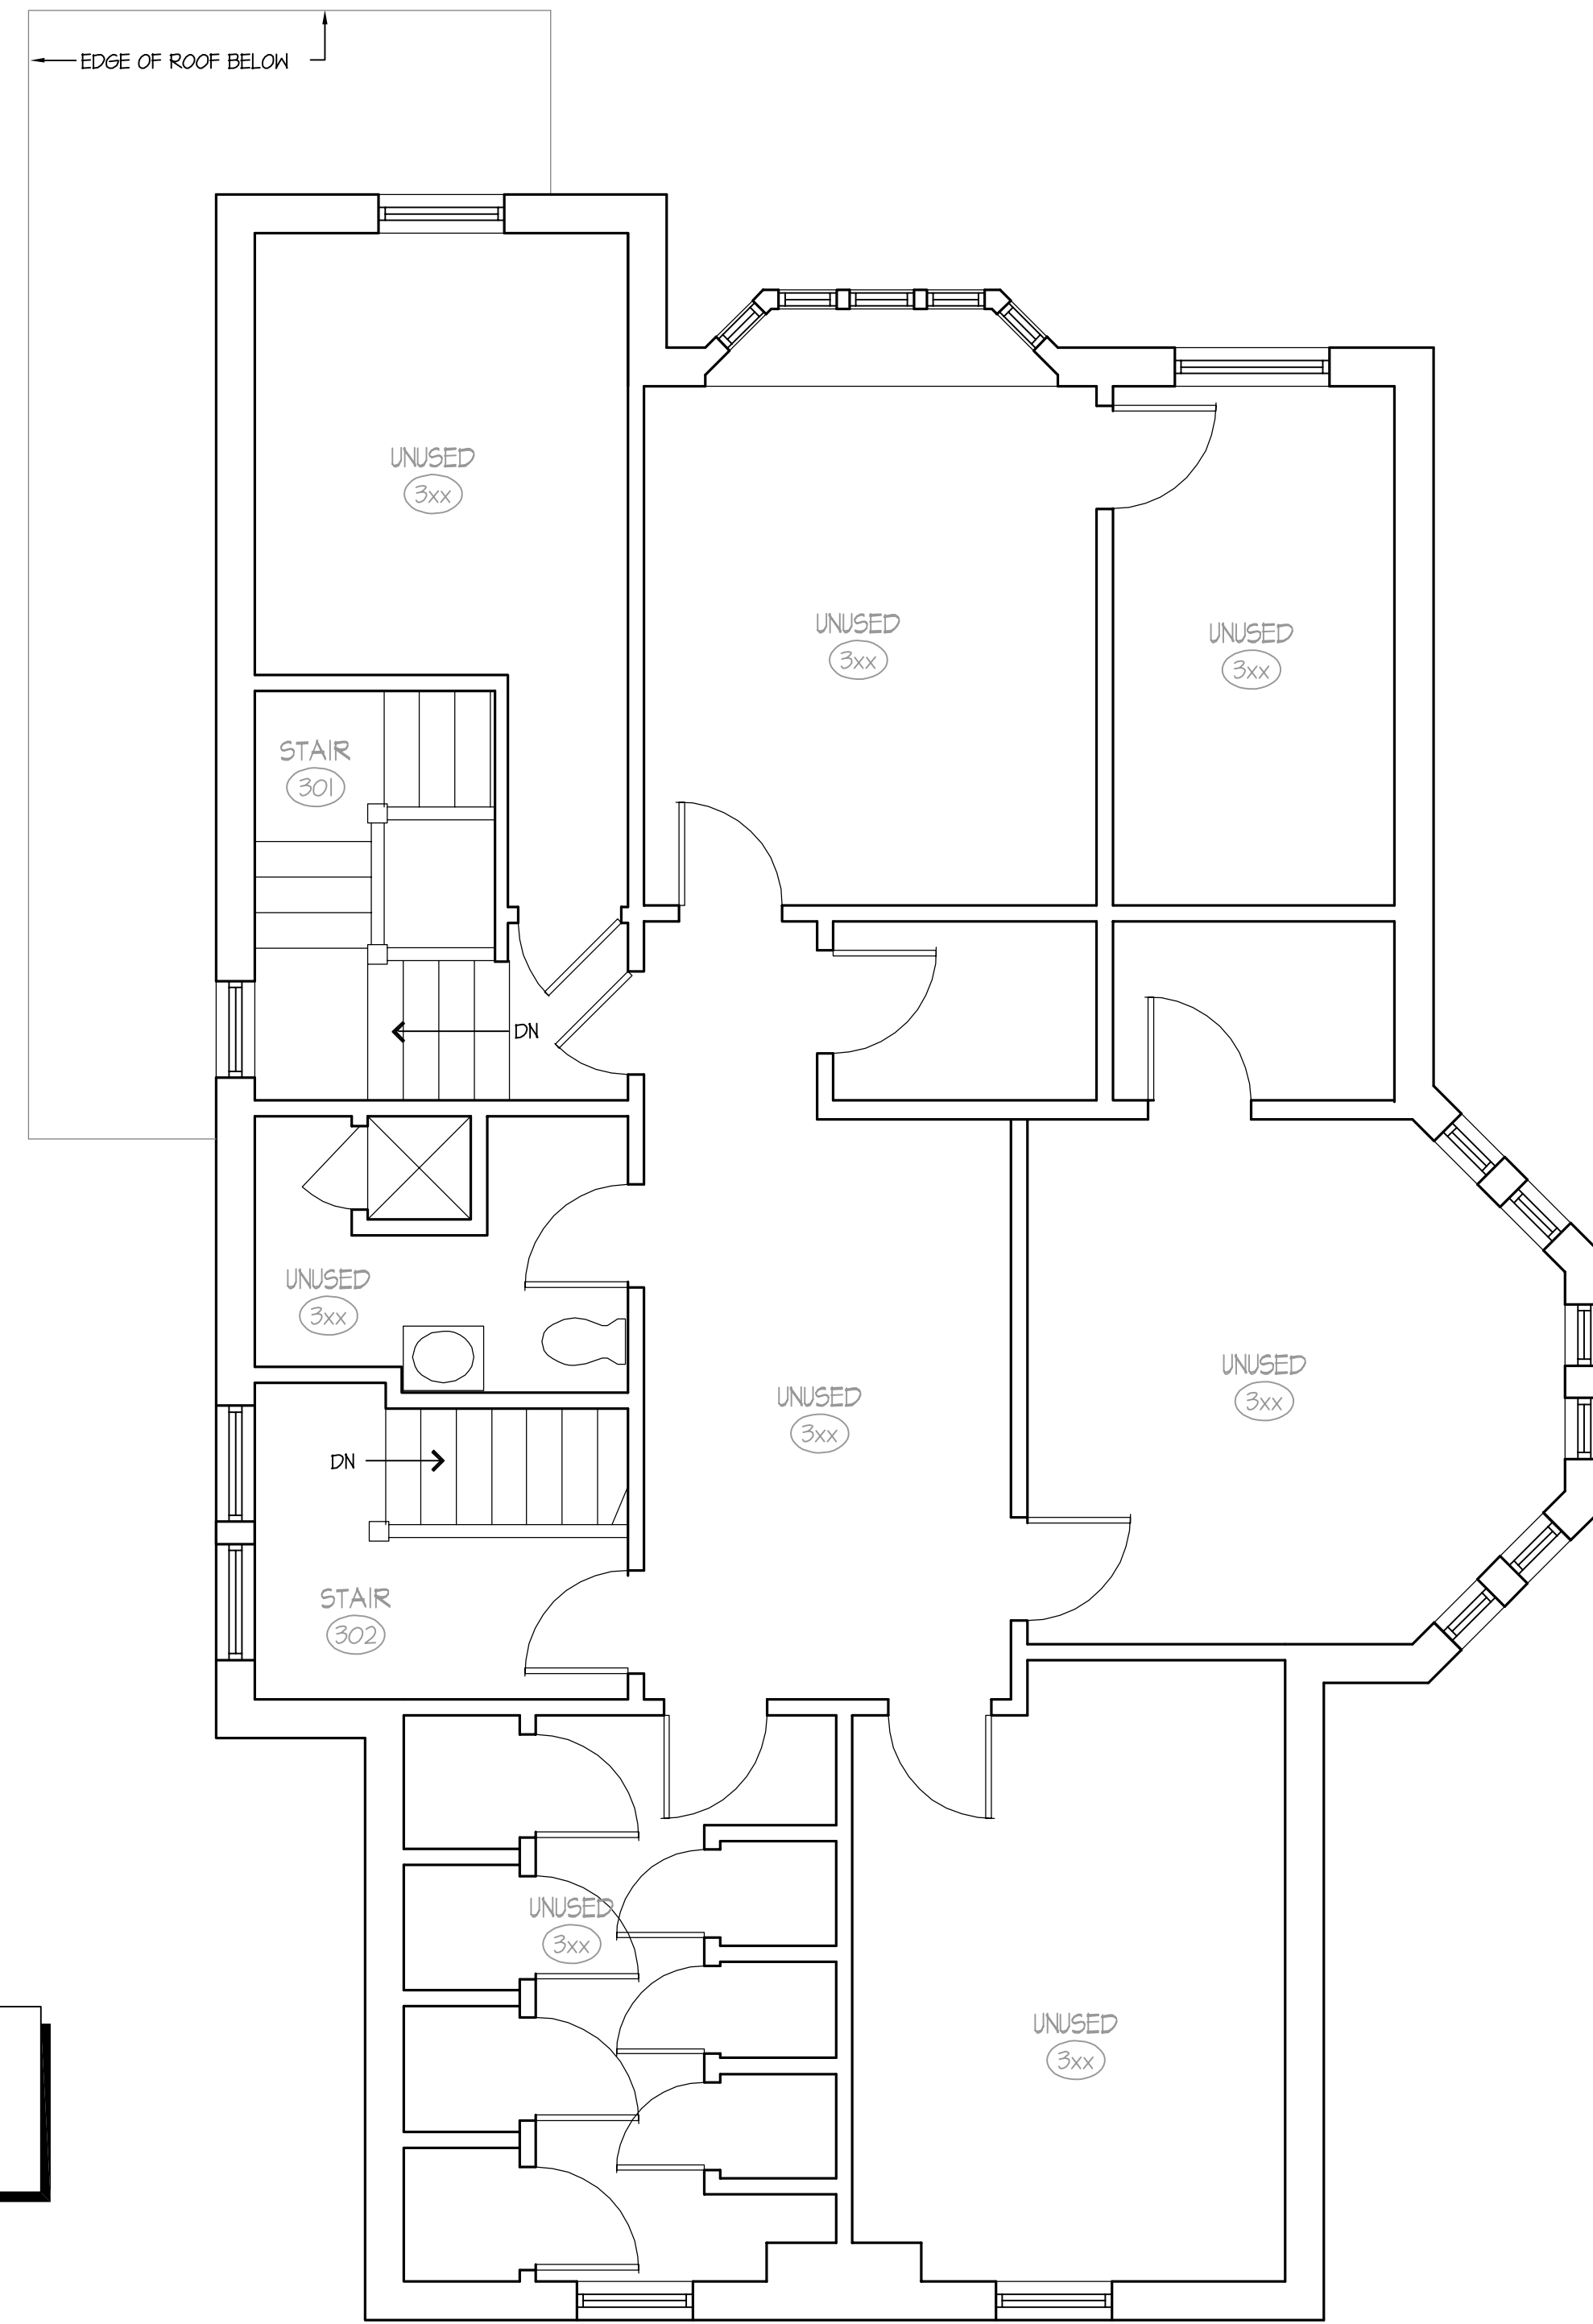 EDGE OF ROOF BELOW
UNUSED
3xx
UNUSED
3xx
UNUSED
3xx
STAIR
301
DN
UNUSED
3xx
UNUSED
3xx
UNUSED
3xx
DN
STAIR
302
UNUSED
3xx
UNUSED
3xx